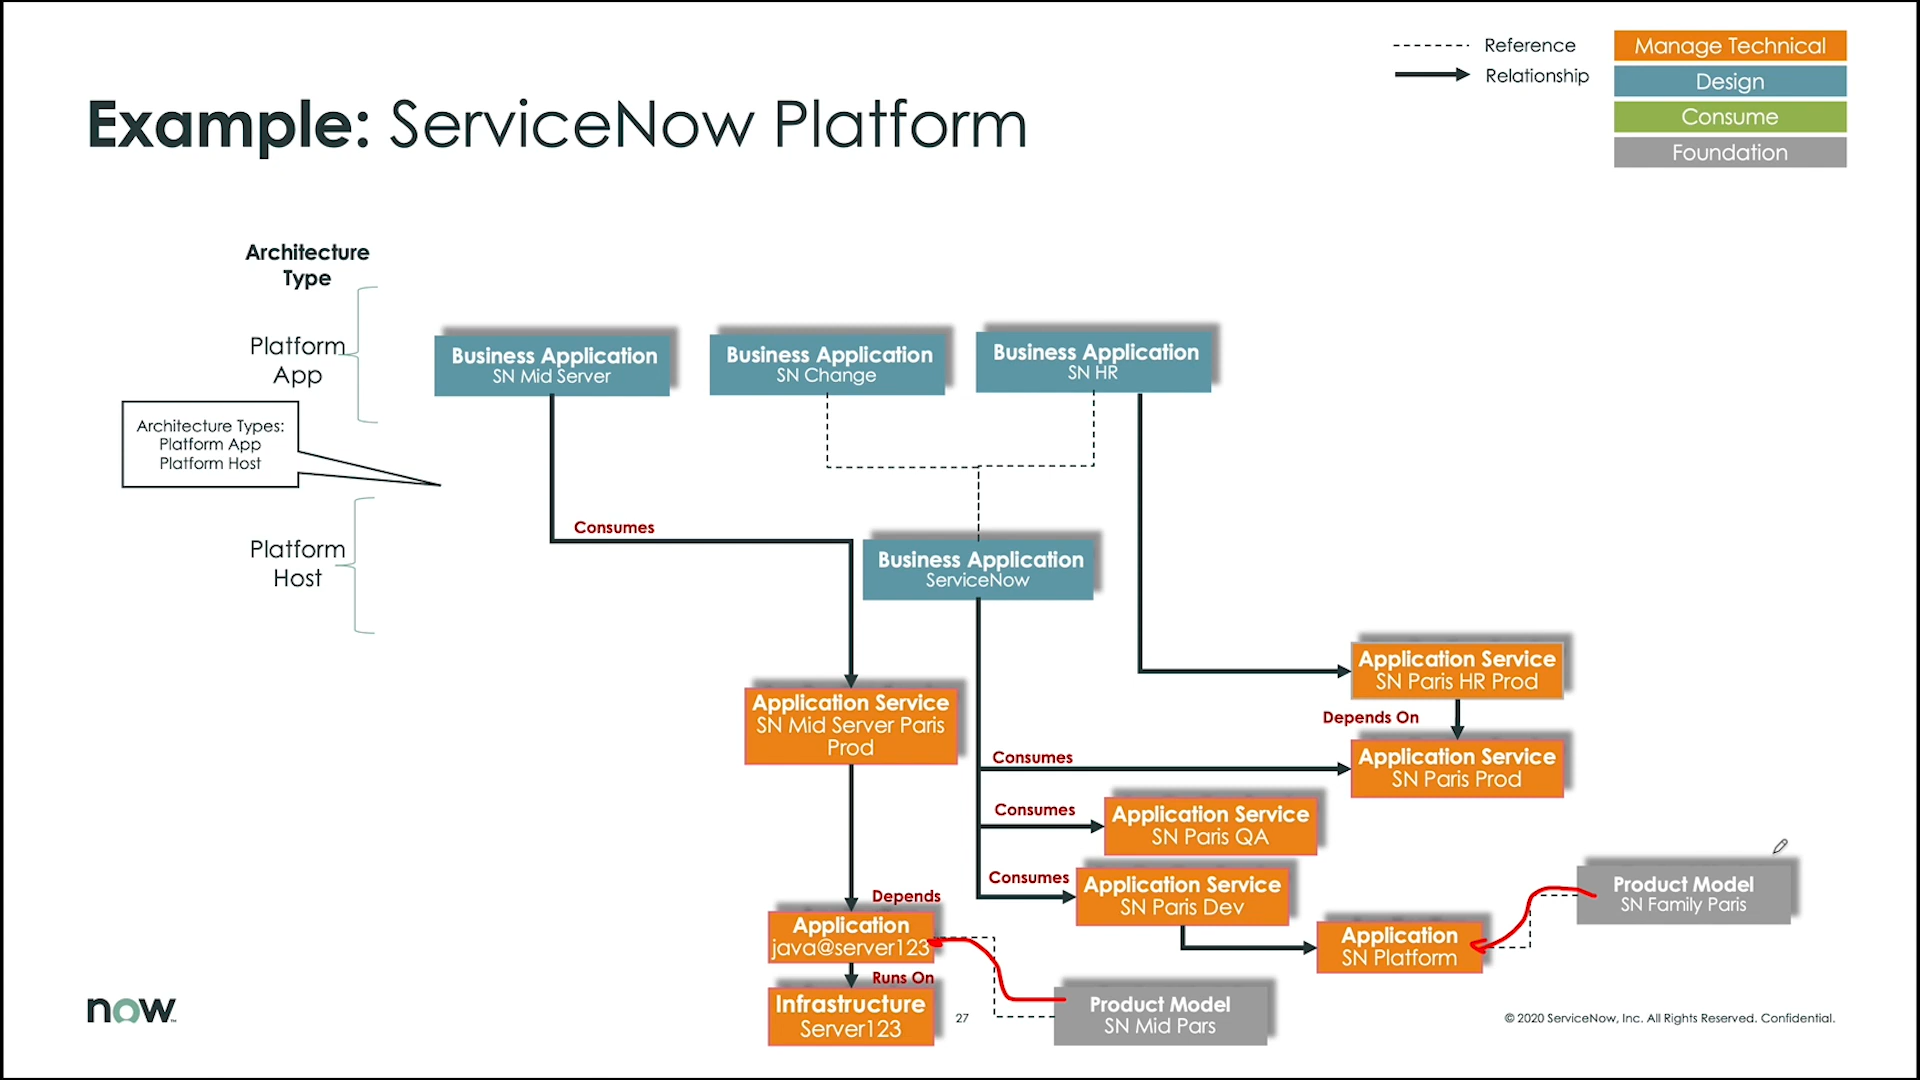 Reference
Relationship
Manage Technical
Design
Consume
Foundation
Example: ServiceNow Platform
Architecture
Type
Platform
App
Architecture Types:
Platform App
Platform Host
Platform
Host
Business Application
SN Mid Server
Business Application
SN Change
Business Application
SN HR
Consumes
Business Application
ServiceNow
Application Service
SN Paris HR Prod
Depends On
Application Service
SN Mid Server Paris
Prod
Consumes
Application Service
SN Paris Prod
Consumes
Application Service
SN Paris QA
Consumes
Application Service
SN Paris Dev
Product Model
SN Family Paris
Depends
Application
java@server123
Application
SN Platform
Runs On
Infrastructure
Server123
Product Model
SN Mid Pars
now
27
© 2020 ServiceNow, Inc. All Rights Reserved. Confidential.